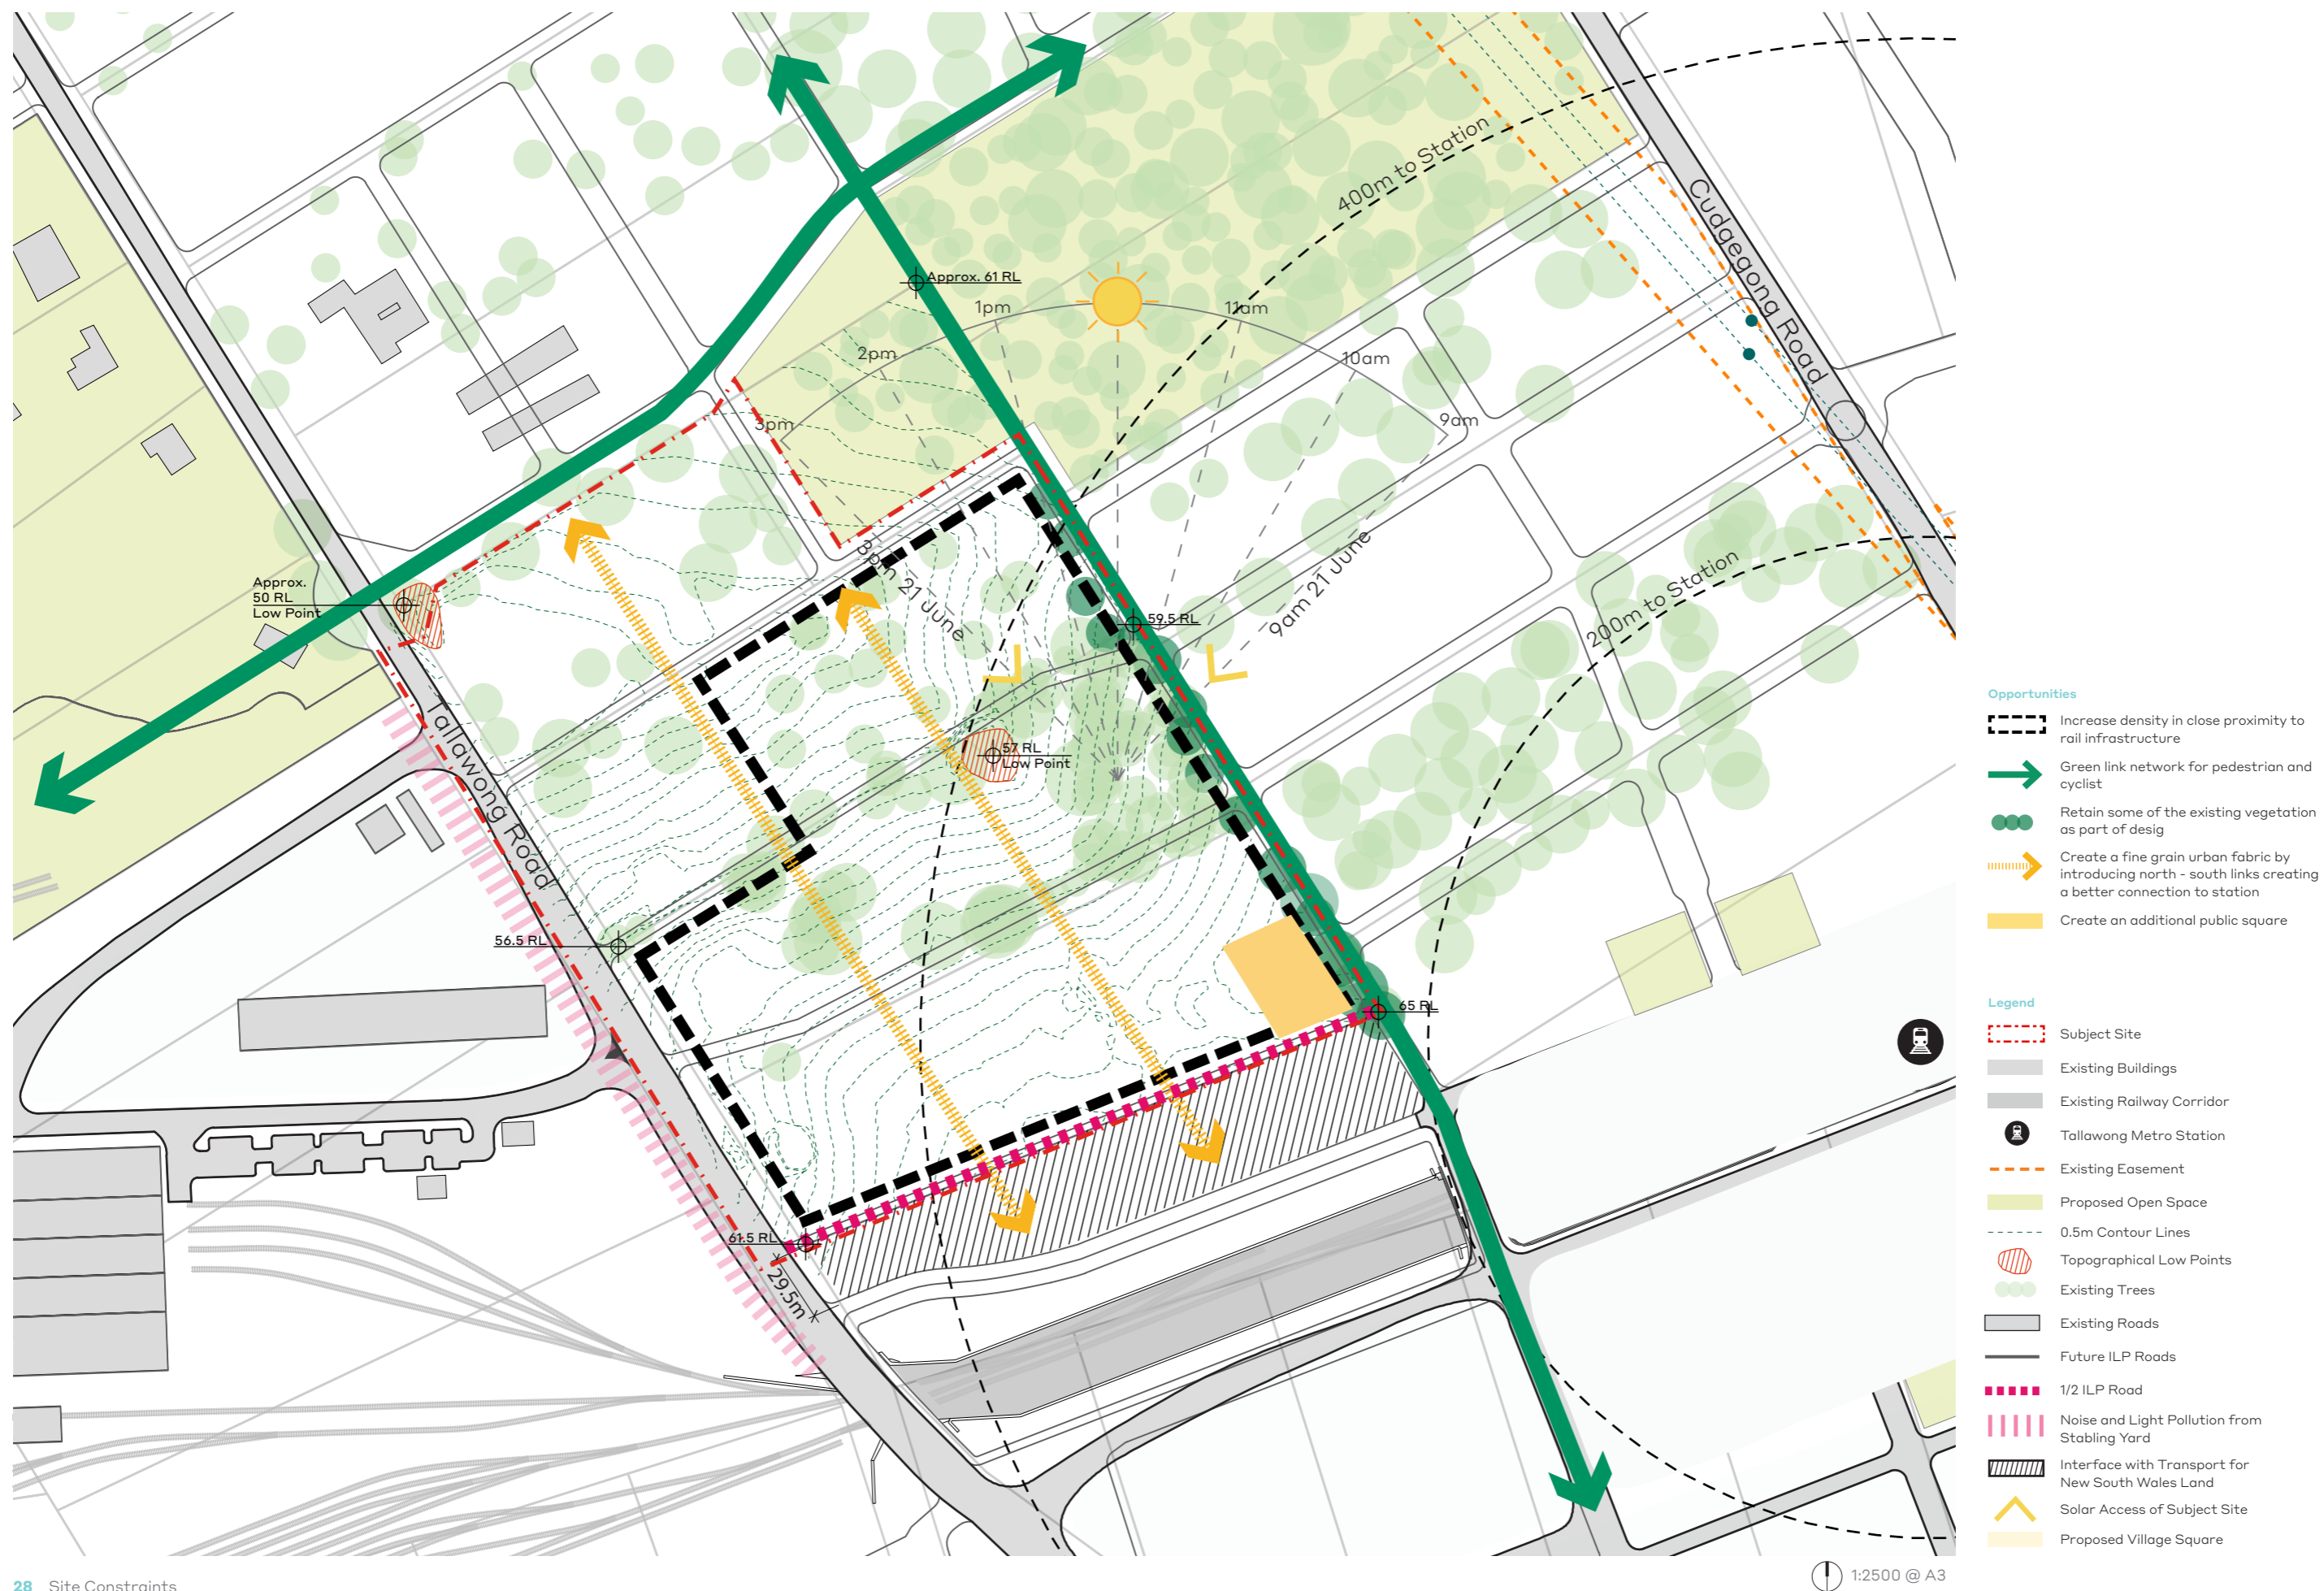 400m to Station
Cudgegong Road
Approx. 61 RL
1pm
11am
2pm
10am
3pm
9am
3pm 21 June
9am 21 June
200m to Station
Approx.
50 RL
Low Point
59.5 RL
57 RL
Low Point
Tallawong Road
56.5 RL
65 RL
61.5 RL
29.5m
Opportunities
Increase density in close proximity to
rail infrastructure
Green link network for pedestrian and
cyclist
Retain some of the existing vegetation
as part of desig
Create a fine grain urban fabric by
introducing north - south links creating
a better connection to station
Create an additional public square
Legend
Subject Site
Existing Buildings
Existing Railway Corridor
Tallawong Metro Station
Existing Easement
Proposed Open Space
0.5m Contour Lines
Topographical Low Points
Existing Trees
Existing Roads
Future ILP Roads
1/2 ILP Road
Noise and Light Pollution from
Stabling Yard
Interface with Transport for
New South Wales Land
Solar Access of Subject Site
Proposed Village Square
28 Site Constraints
1:2500 @ A3